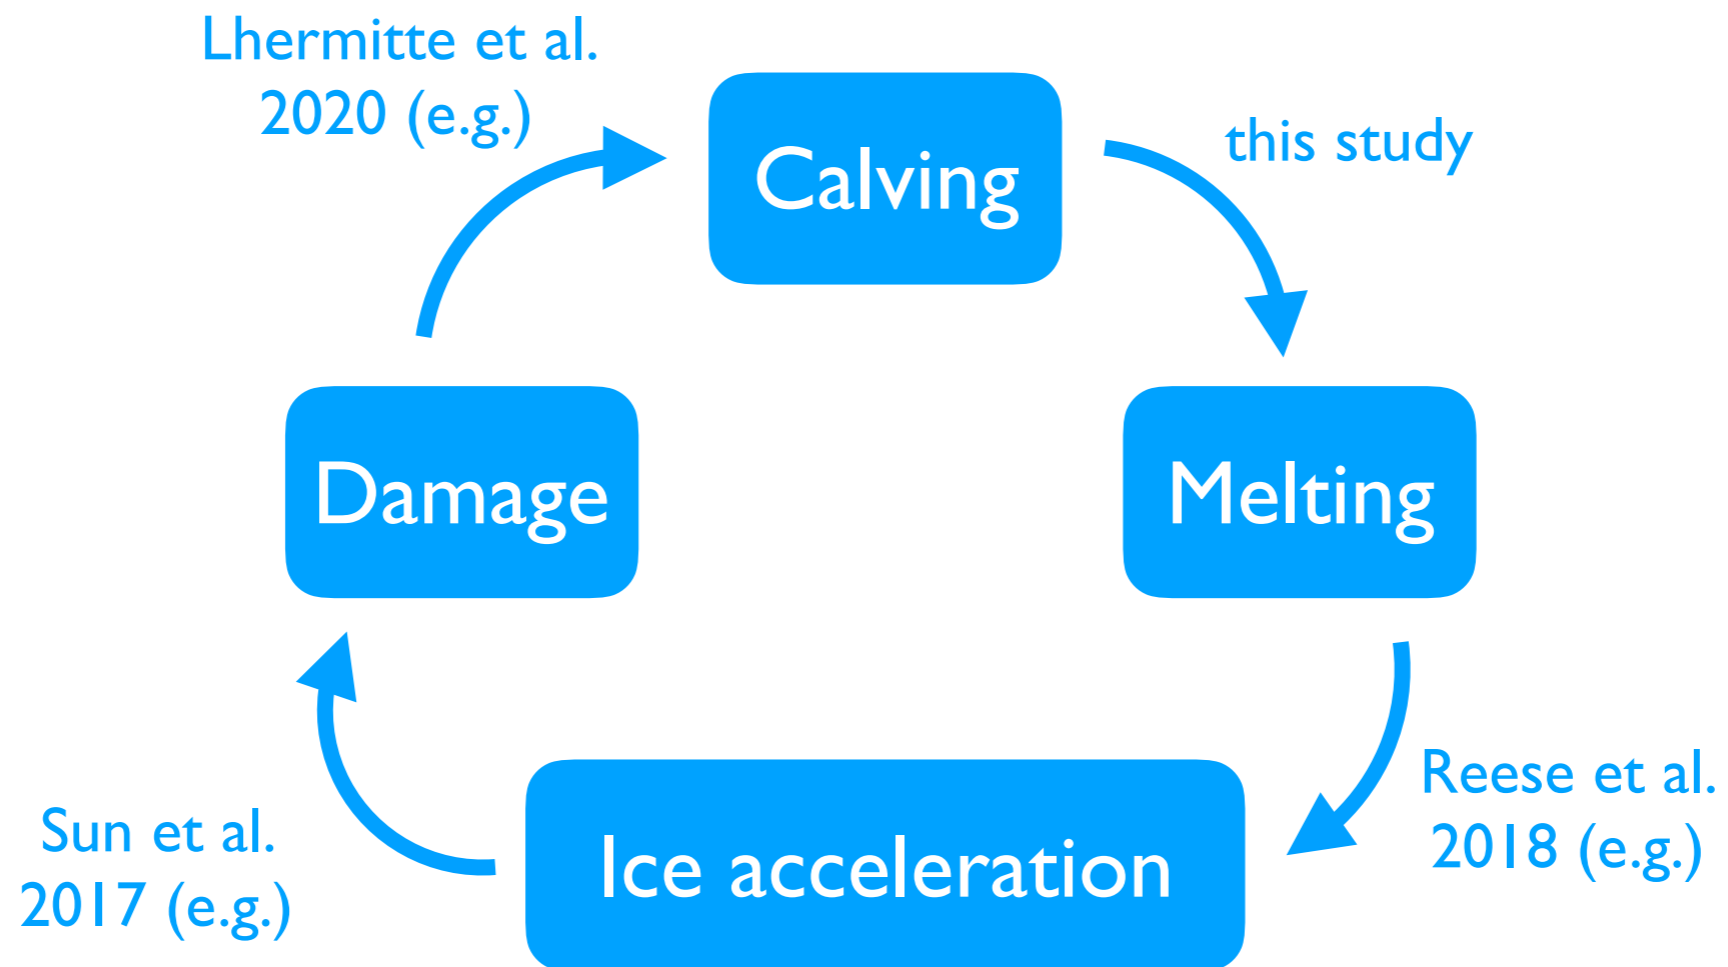 Lhermitte et al.
2020 (e.g.)
Calving
this study
Damage
Melting
Sun et al.
2017 (e.g.)
Ice acceleration
Reese et al.
2018 (e.g.)